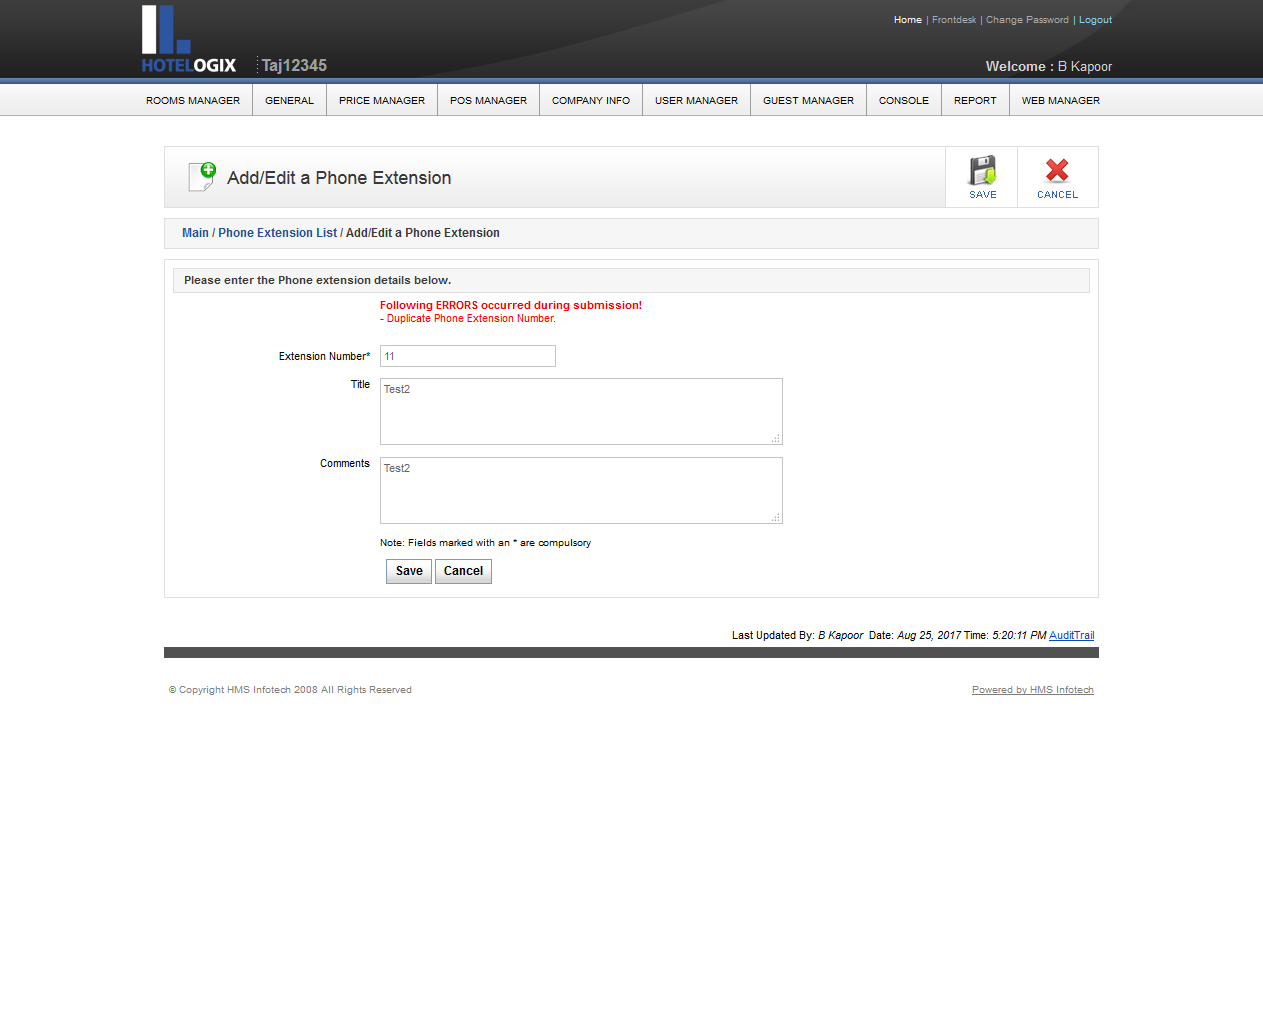 Home | Frontdesk | Change Password | Logout
HOTELOGIX Taj12345
Welcome : B Kapoor
ROOMS MANAGER GENERAL PRICE MANAGER POS MANAGER COMPANY INFO USER MANAGER GUEST MANAGER CONSOLE REPORT WEB MANAGER
Add/Edit a Phone Extension
SAVE CANCEL
Main / Phone Extension List / Add/Edit a Phone Extension
Please enter the Phone extension details below.
Following ERRORS occurred during submission!
- Duplicate Phone Extension Number.
Extension Number* 11
Title Test2
Comments Test2
Note: Fields marked with an * are compulsory
Save Cancel
Last Updated By: B Kapoor Date: Aug 25, 2017 Time: 5:20:11 PM AuditTrail
© Copyright HMS Infotech 2008 All Rights Reserved Powered by HMS Infotech